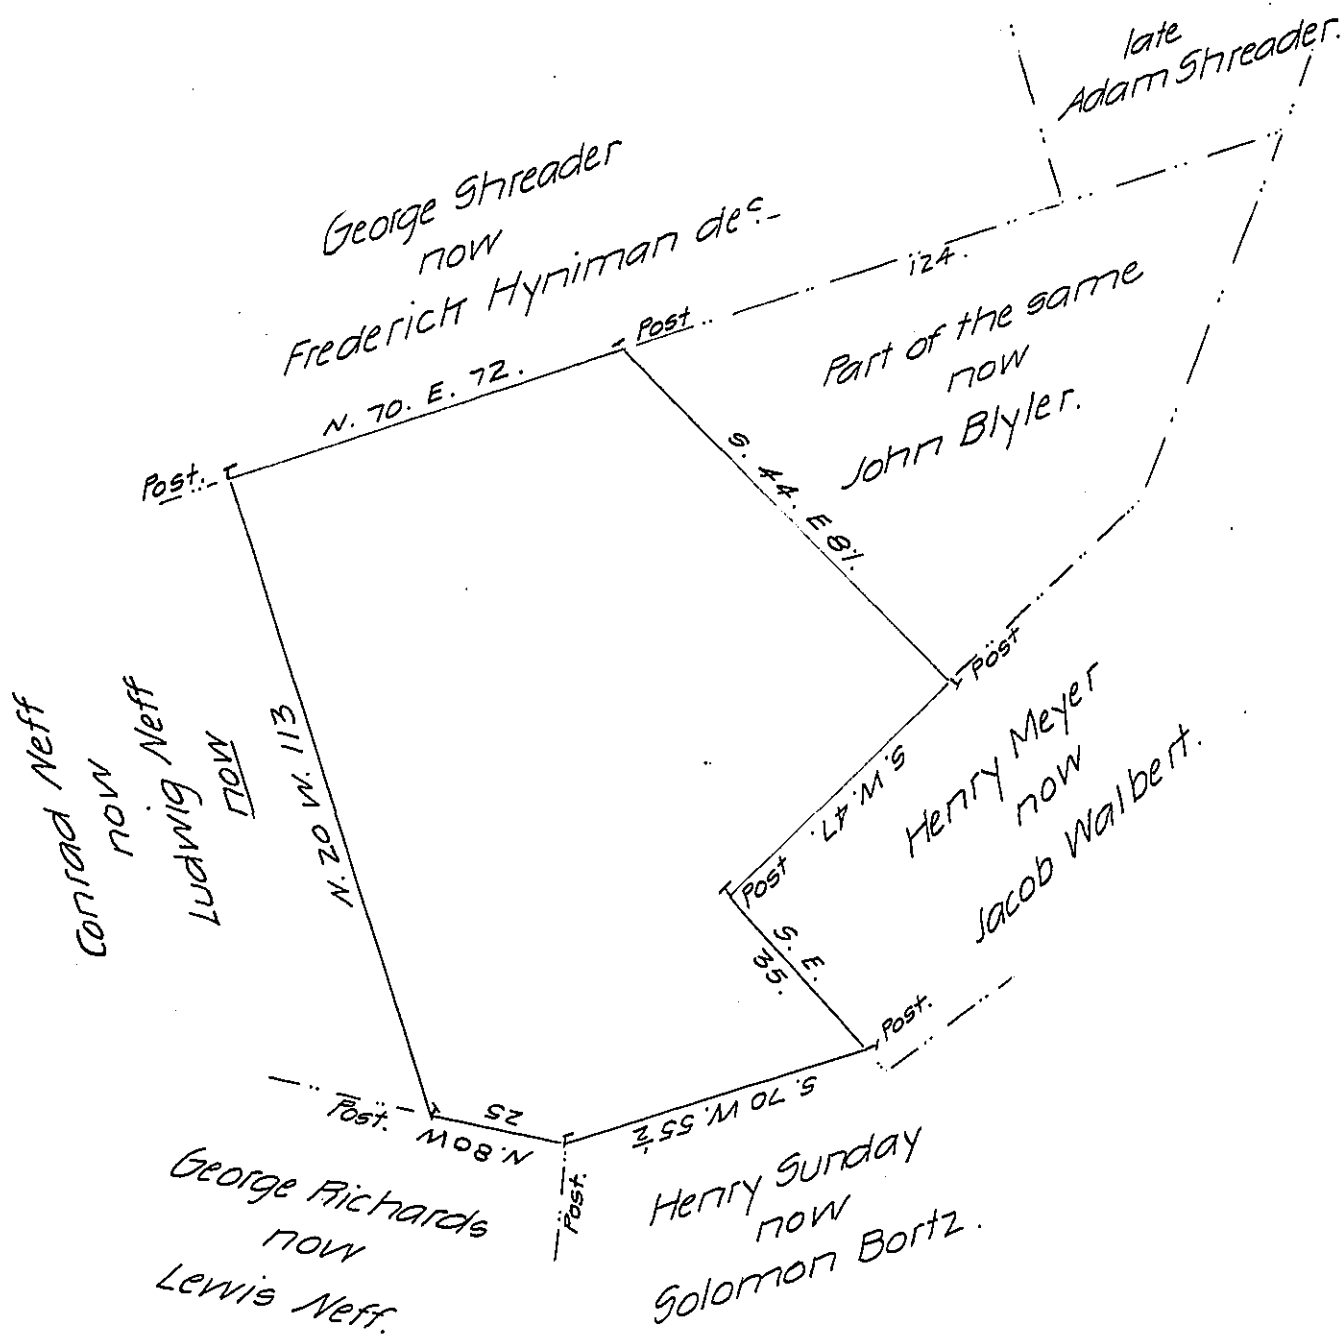 late
Adam Shreader.
George Shreader
now
Frederick Hyniman decᵈ.
124.
Post
Part of the same
now
John Blyler.
N. 70. E. 72.
Post.
S. 44. E 81.
Post
Conrad Neff
now
Ludwig Neff
now
N. 20 W. 113
S. W. 47.
Henry Meyer
now
Jacob Walbert.
Post
S. E.
35.
Post.
S. 70 W. 55½
25
N. 80 W
Post.
Post.
George Richards
now
Lewis Neff.
Henry Sunday
now
Solomon Bortz.